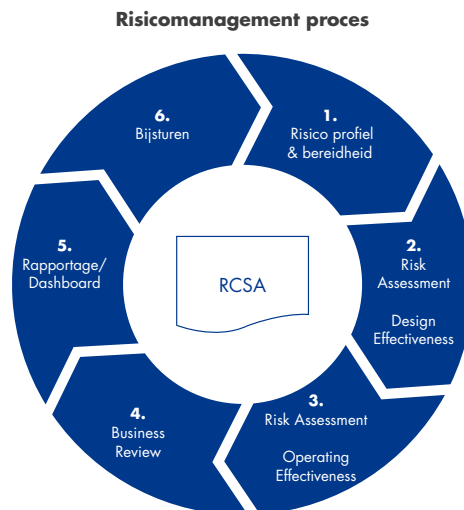 Risicomanagement proces
1.
Risico profiel
& bereidheid
2.
Risk
Assessment
Design
Effectiveness
3.
Risk Assessment
Operating
Effectiveness
4.
Business
Review
5.
Rapportage/
Dashboard
6.
Bijsturen
RCSA